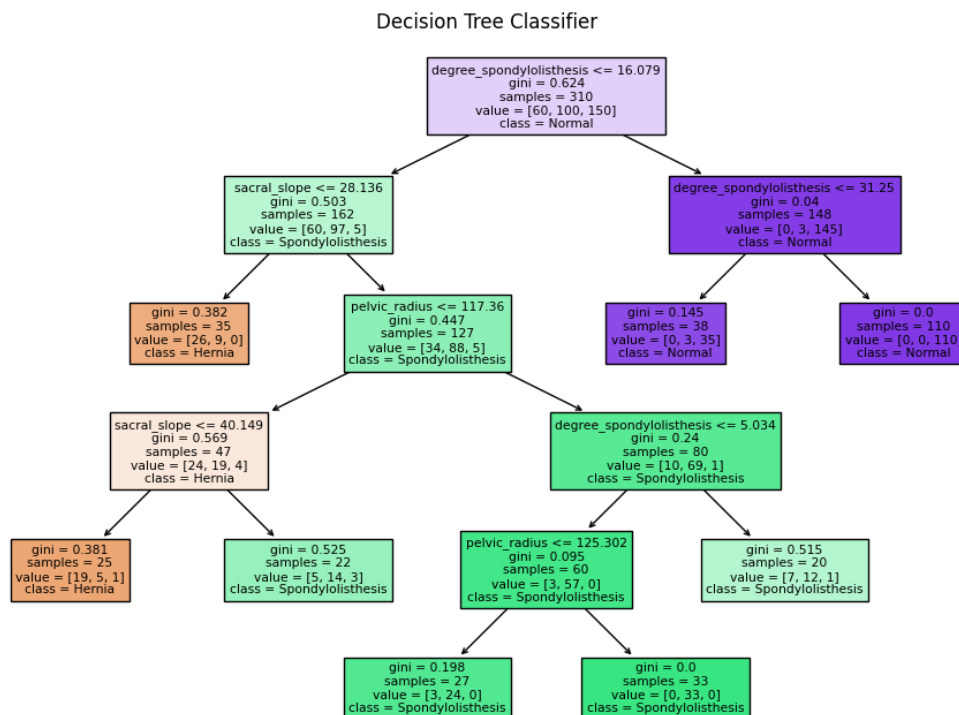 Decision Tree Classifier
degree_spondylolisthesis <= 16.079
gini = 0.624
samples = 310
value = [60, 100, 150]
class = Normal
sacral_slope <= 28.136
gini = 0.503
samples = 162
value = [60, 97, 5]
class = Spondylolisthesis
degree_spondylolisthesis <= 31.25
gini = 0.04
samples = 148
value = [0, 3, 145]
class = Normal
gini = 0.382
samples = 35
value = [26, 9, 0]
class = Hernia
pelvic_radius <= 117.36
gini = 0.447
samples = 127
value = [34, 88, 5]
class = Spondylolisthesis
gini = 0.145
samples = 38
value = [0, 3, 35]
class = Normal
gini = 0.0
samples = 110
value = [0, 0, 110]
class = Normal
sacral_slope <= 40.149
gini = 0.569
samples = 47
value = [24, 19, 4]
class = Hernia
degree_spondylolisthesis <= 5.034
gini = 0.24
samples = 80
value = [10, 69, 1]
class = Spondylolisthesis
gini = 0.381
samples = 25
value = [19, 5, 1]
class = Hernia
gini = 0.525
samples = 22
value = [5, 14, 3]
class = Spondylolisthesis
pelvic_radius <= 125.302
gini = 0.095
samples = 60
value = [3, 57, 0]
class = Spondylolisthesis
gini = 0.515
samples = 20
value = [7, 12, 1]
class = Spondylolisthesis
gini = 0.198
samples = 27
value = [3, 24, 0]
class = Spondylolisthesis
gini = 0.0
samples = 33
value = [0, 33, 0]
class = Spondylolisthesis